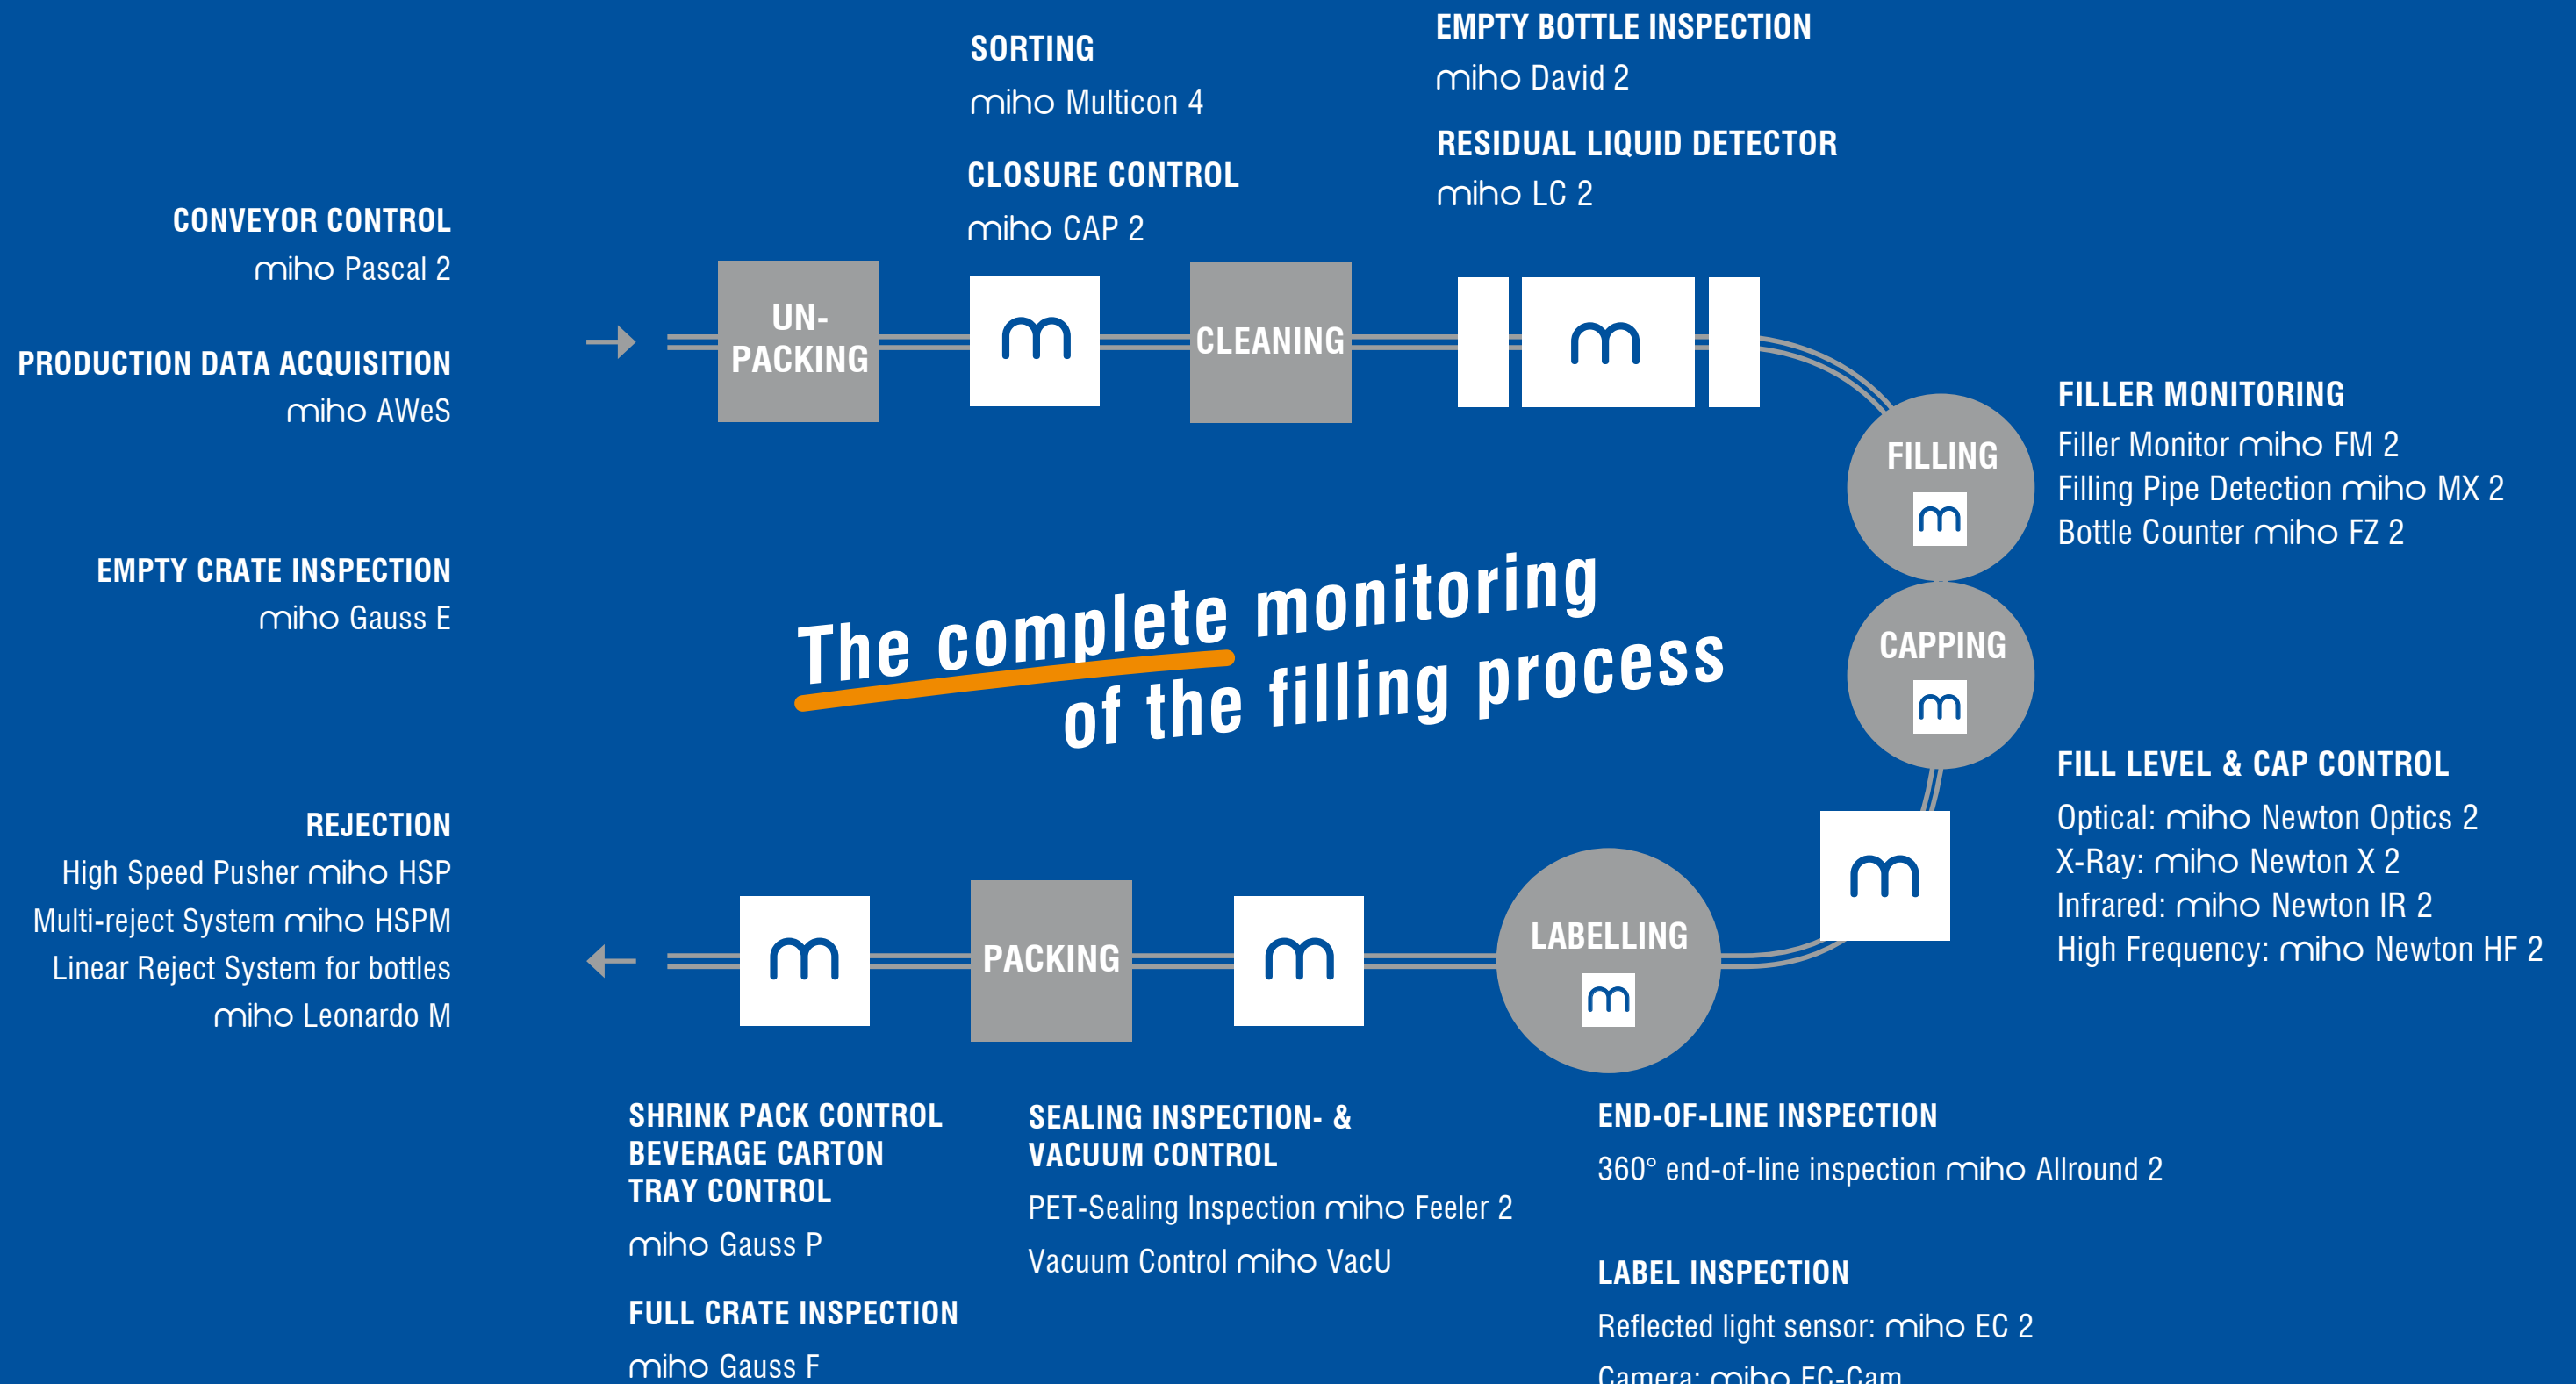 EMPTY BOTTLE INSPECTION
miho David 2
RESIDUAL LIQUID DETECTOR
miho LC 2
SORTING
miho Multicon 4
CLOSURE CONTROL
miho CAP 2
CONVEYOR CONTROL
miho Pascal 2
PRODUCTION DATA ACQUISITION
miho AWeS
EMPTY CRATE INSPECTION
miho Gauss E
REJECTION
High Speed Pusher miho HSP
Multi-reject System miho HSPM
Linear Reject System for bottles
miho Leonardo M
UN-
PACKING
m
CLEANING
m
FILLING
m
CAPPING
m
FILLER MONITORING
Filler Monitor miho FM 2
Filling Pipe Detection miho MX 2
Bottle Counter miho FZ 2
The complete monitoring
of the filling process
FILL LEVEL & CAP CONTROL
Optical: miho Newton Optics 2
X-Ray: miho Newton X 2
Infrared: miho Newton IR 2
High Frequency: miho Newton HF 2
m
LABELLING
m
m
PACKING
m
SHRINK PACK CONTROL
BEVERAGE CARTON
TRAY CONTROL
miho Gauss P
FULL CRATE INSPECTION
miho Gauss F
SEALING INSPECTION- &
VACUUM CONTROL
PET-Sealing Inspection miho Feeler 2
Vacuum Control miho VacU
END-OF-LINE INSPECTION
360° end-of-line inspection miho Allround 2
LABEL INSPECTION
Reflected light sensor: miho EC 2
Camera: miho EC-Cam